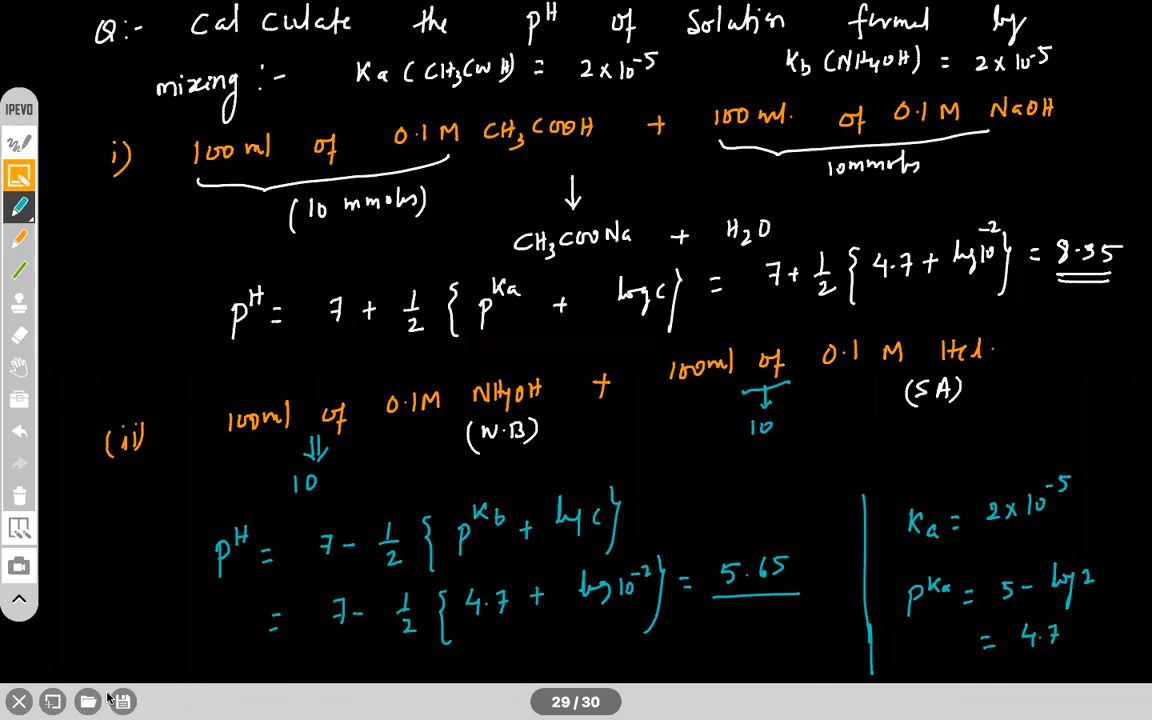 Q:- Calculate the pH of solution formed by
mixing :- Ka (CH3COOH) = 2 × 10^-5 Kb (NH4OH) = 2 × 10^-5
IPEVO
i) 100 ml of 0.1 M CH3COOH + 100 ml. of 0.1 M NaOH
(10 mmols) 10 mmols
↓
CH3COONa + H2O
pH = 7 + 1/2 { pKa + log c } = 7 + 1/2 { 4.7 + log 10^-2 } = 8.35
(ii) 100 ml of 0.1 M NH4OH + 100 ml of 0.1 M HCl.
(W.B) (SA)
⇓ ↓
10 10
pH = 7 - 1/2 { pKb + log c }
= 7 - 1/2 { 4.7 + log 10^-2 } = 5.65
Ka = 2 × 10^-5
pKa = 5 - log 2
= 4.7
29 / 30